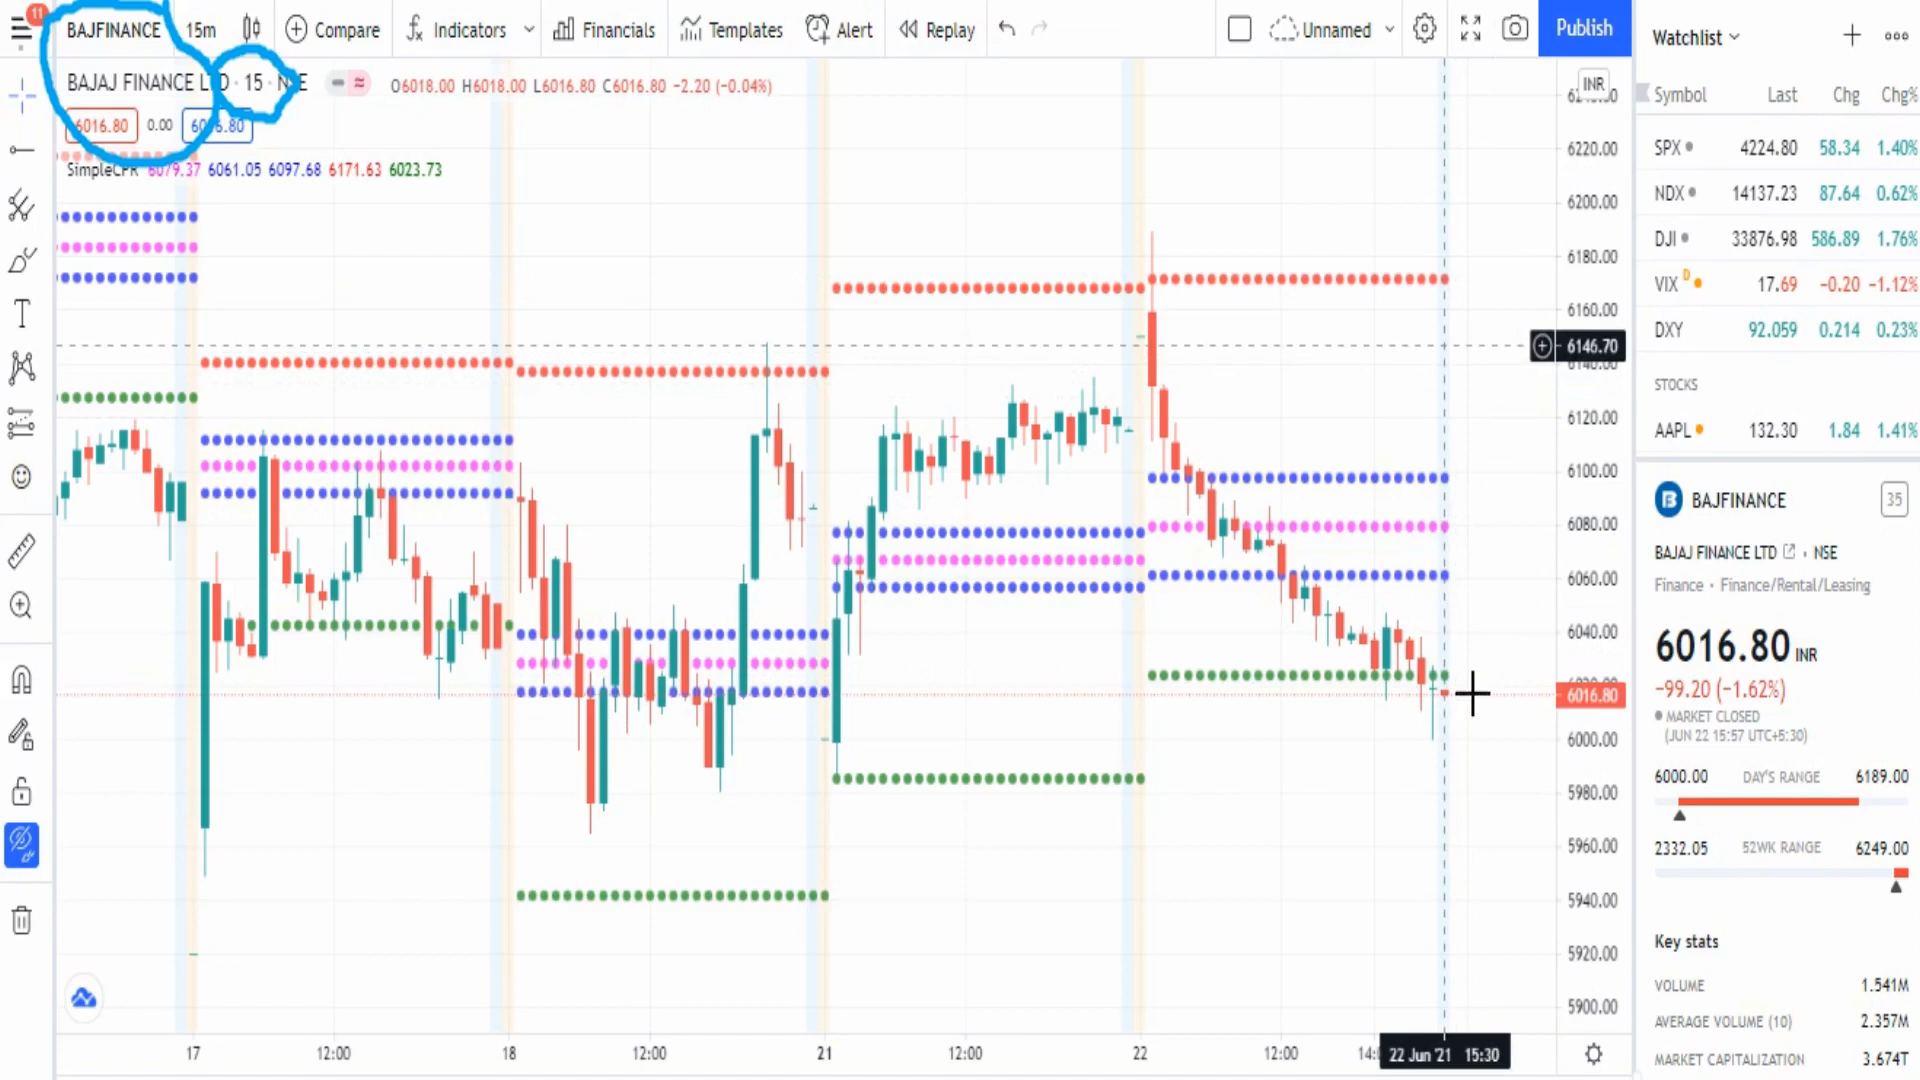 11
BAJFINANCE 15m Compare Indicators Financials Templates Alert Replay Unnamed Publish
BAJAJ FINANCE LTD · 15 · NSE O6018.00 H6018.00 L6016.80 C6016.80 −2.20 (−0.04%)
6016.80 0.00
SimpleCPR 6079.37 6061.05 6097.68 6171.63 6023.73
INR
6220.00
6200.00
6180.00
6160.00
6146.70
6140.00
6120.00
6100.00
6080.00
6060.00
6040.00
6016.80
6000.00
5980.00
5960.00
5940.00
5920.00
5900.00
17 12:00 18 12:00 21 12:00 22 12:00 22 Jun '21 15:30
Watchlist
Symbol Last Chg Chg%
SPX 4224.80 58.34 1.40%
NDX 14137.23 87.64 0.62%
DJI 33876.98 586.89 1.76%
VIX D 17.69 −0.20 −1.12%
DXY 92.059 0.214 0.23%
STOCKS
AAPL 132.30 1.84 1.41%
BAJFINANCE 35
BAJAJ FINANCE LTD · NSE
Finance · Finance/Rental/Leasing
6016.80 INR
−99.20 (−1.62%)
MARKET CLOSED
(JUN 22 15:57 UTC+5:30)
6000.00 DAY'S RANGE 6189.00
2332.05 52WK RANGE 6249.00
Key stats
VOLUME 1.541M
AVERAGE VOLUME (10) 2.357M
MARKET CAPITALIZATION 3.674T